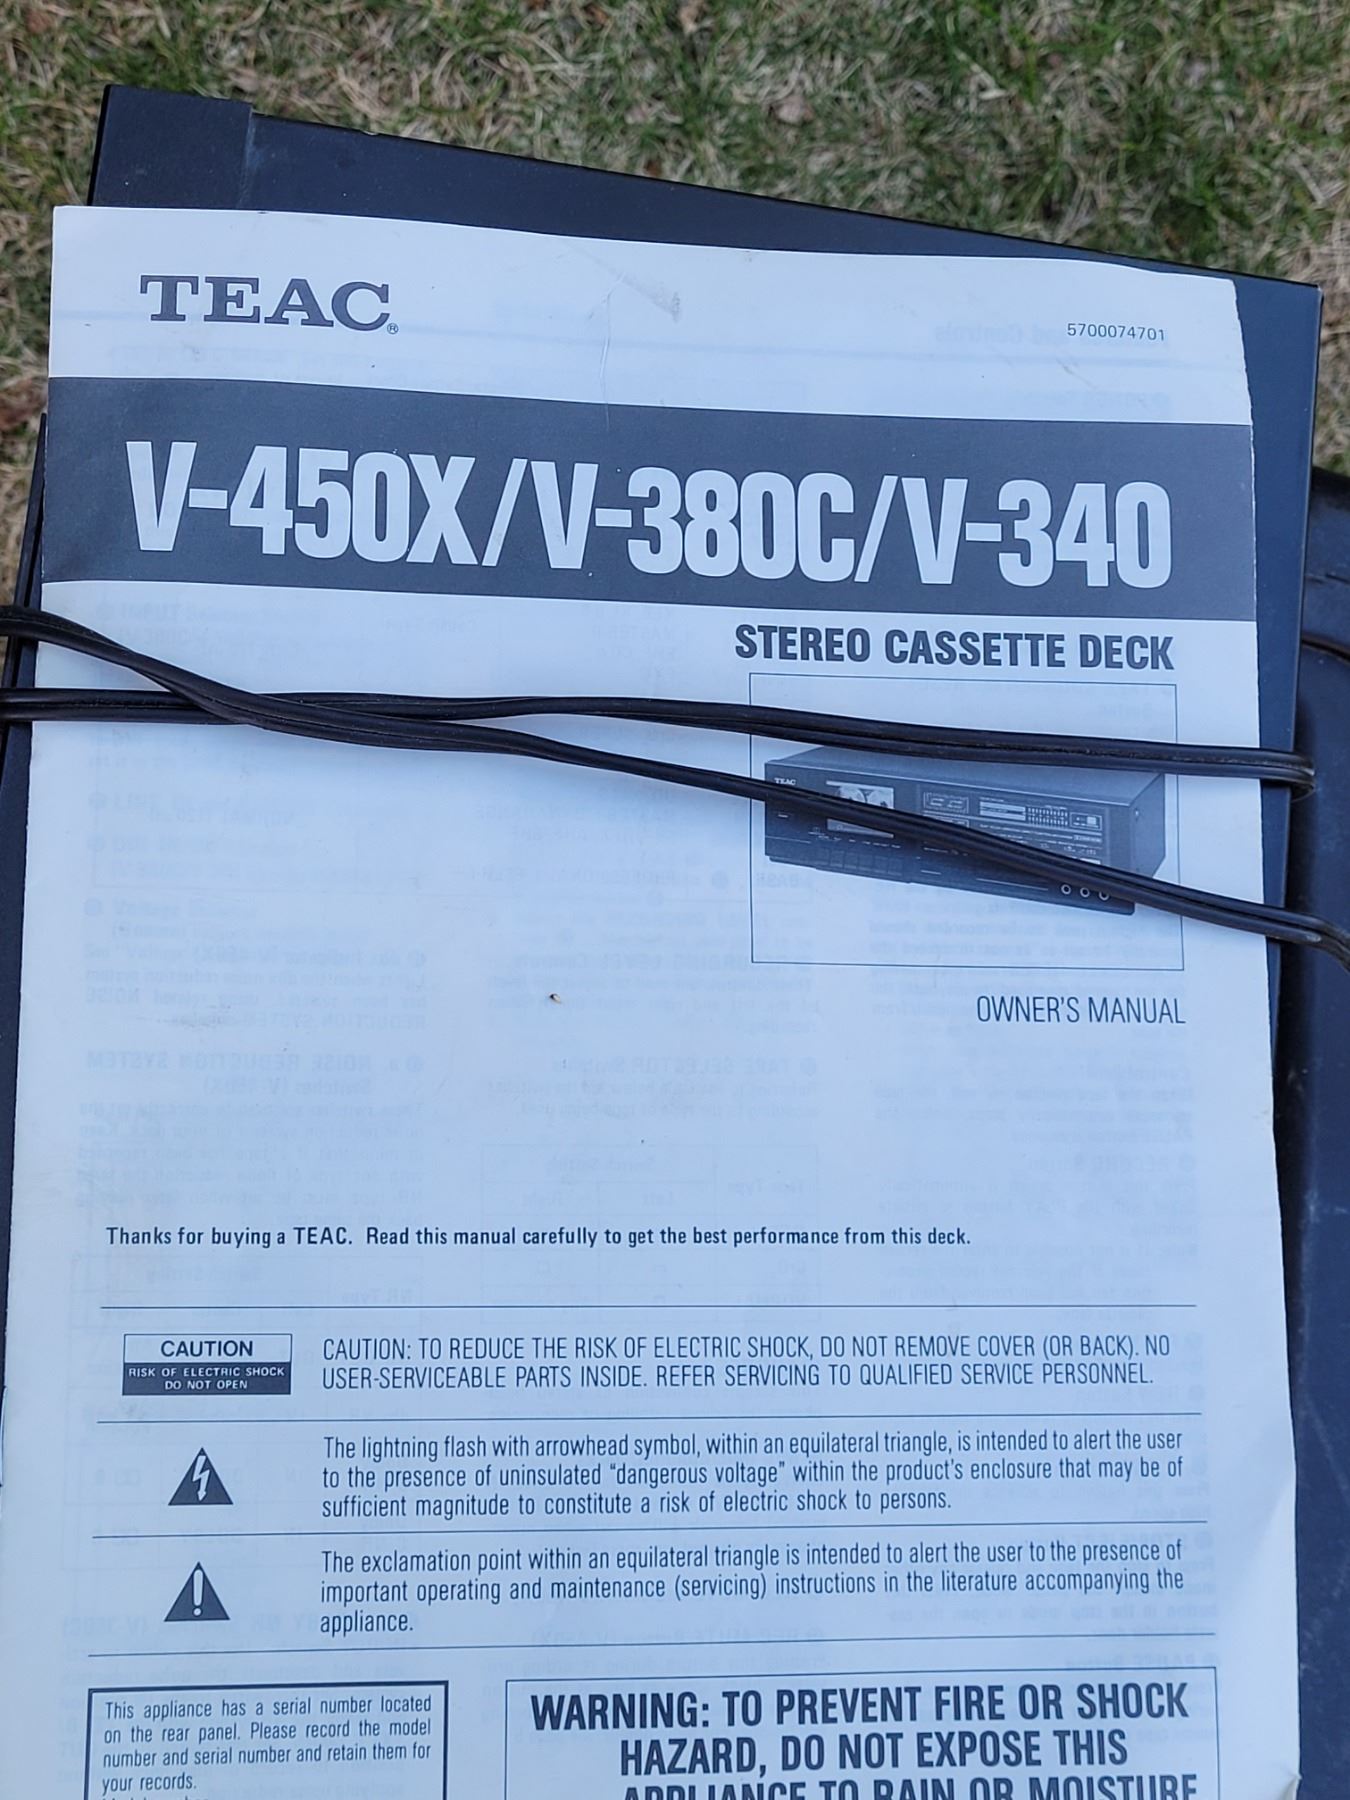 TEAC®
5700074701
V-450X/V-380C/V-340
STEREO CASSETTE DECK
TEAC
OWNER'S MANUAL
Thanks for buying a TEAC. Read this manual carefully to get the best performance from this deck.
CAUTION
RISK OF ELECTRIC SHOCK
DO NOT OPEN
CAUTION: TO REDUCE THE RISK OF ELECTRIC SHOCK, DO NOT REMOVE COVER (OR BACK). NO
USER-SERVICEABLE PARTS INSIDE. REFER SERVICING TO QUALIFIED SERVICE PERSONNEL.
The lightning flash with arrowhead symbol, within an equilateral triangle, is intended to alert the user
to the presence of uninsulated "dangerous voltage" within the product's enclosure that may be of
sufficient magnitude to constitute a risk of electric shock to persons.
The exclamation point within an equilateral triangle is intended to alert the user to the presence of
important operating and maintenance (servicing) instructions in the literature accompanying the
appliance.
This appliance has a serial number located
on the rear panel. Please record the model
number and serial number and retain them for
your records.
WARNING: TO PREVENT FIRE OR SHOCK
HAZARD, DO NOT EXPOSE THIS
APPLIANCE TO RAIN OR MOISTURE